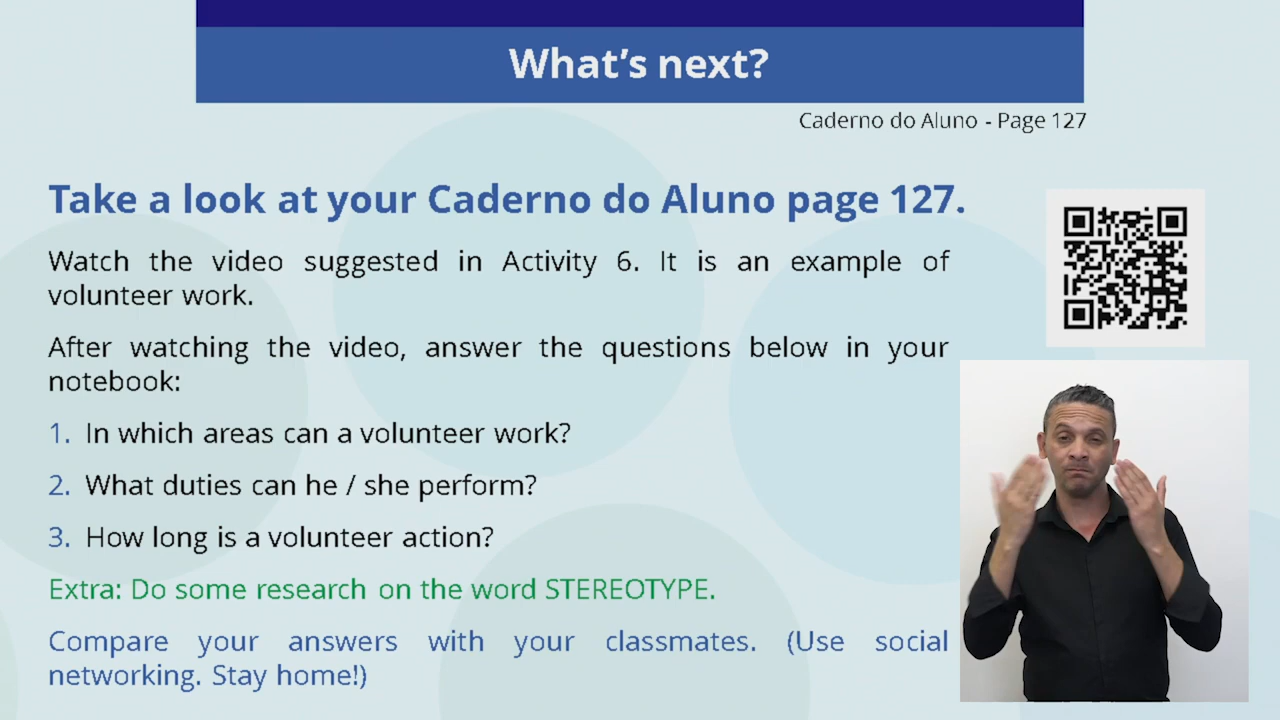 What's next?
Caderno do Aluno - Page 127
Take a look at your Caderno do Aluno page 127.
Watch the video suggested in Activity 6. It is an example of
volunteer work.
After watching the video, answer the questions below in your
notebook:
1. In which areas can a volunteer work?
2. What duties can he / she perform?
3. How long is a volunteer action?
Extra: Do some research on the word STEREOTYPE.
Compare your answers with your classmates. (Use social
networking. Stay home!)